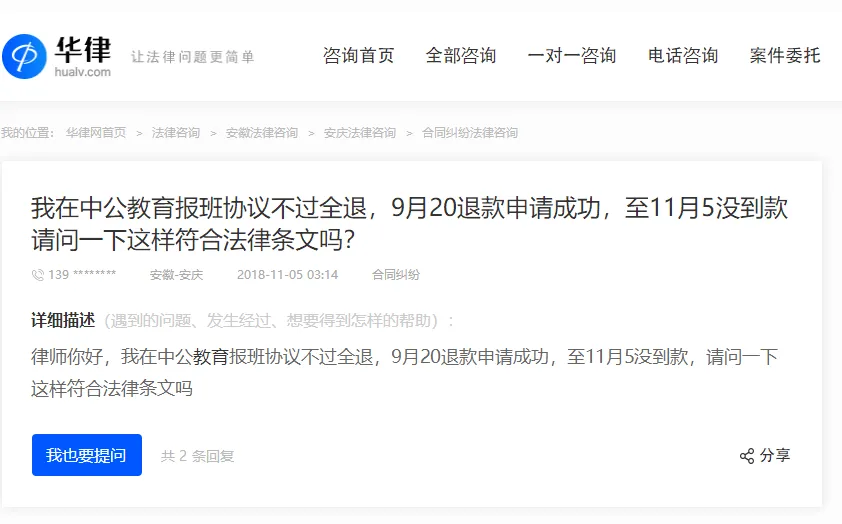 华律
hualv.com
让法律问题更简单
咨询首页 全部咨询 一对一咨询 电话咨询 案件委托
我的位置： 华律网首页 > 法律咨询 > 安徽法律咨询 > 安庆法律咨询 > 合同纠纷法律咨询
我在中公教育报班协议不过全退，9月20退款申请成功，至11月5没到款
请问一下这样符合法律条文吗？
139 ******** 安徽-安庆 2018-11-05 03:14 合同纠纷
详细描述（遇到的问题、发生经过、想要得到怎样的帮助）：
律师你好，我在中公教育报班协议不过全退，9月20退款申请成功，至11月5没到款，请问一下
这样符合法律条文吗
我也要提问 共 2 条回复 分享